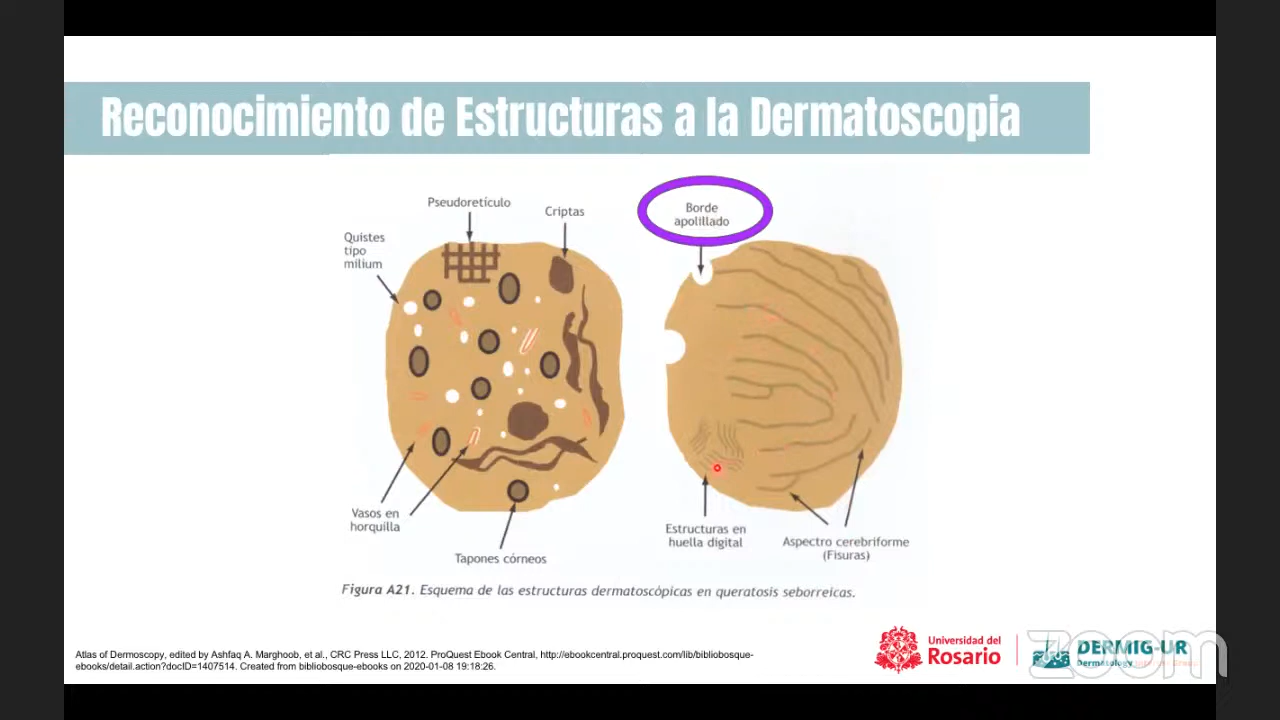 Reconocimiento de Estructuras a la Dermatoscopia
Pseudoretículo
Criptas
Borde
apolillado
Quistes
tipo
milium
Vasos en
horquilla
Tapones córneos
Estructuras en
huella digital
Aspectro cerebriforme
(Fisuras)
Figura A21. Esquema de las estructuras dermatoscópicas en queratosis seborreicas.
Atlas of Dermoscopy, edited by Ashfaq A. Marghoob, et al., CRC Press LLC, 2012. ProQuest Ebook Central, http://ebookcentral.proquest.com/lib/bibliobosque-
ebooks/detail.action?docID=1407514. Created from bibliobosque-ebooks on 2020-01-08 19:18:26.
Universidad del
Rosario
DERMIG-UR
Dermatology
zoom